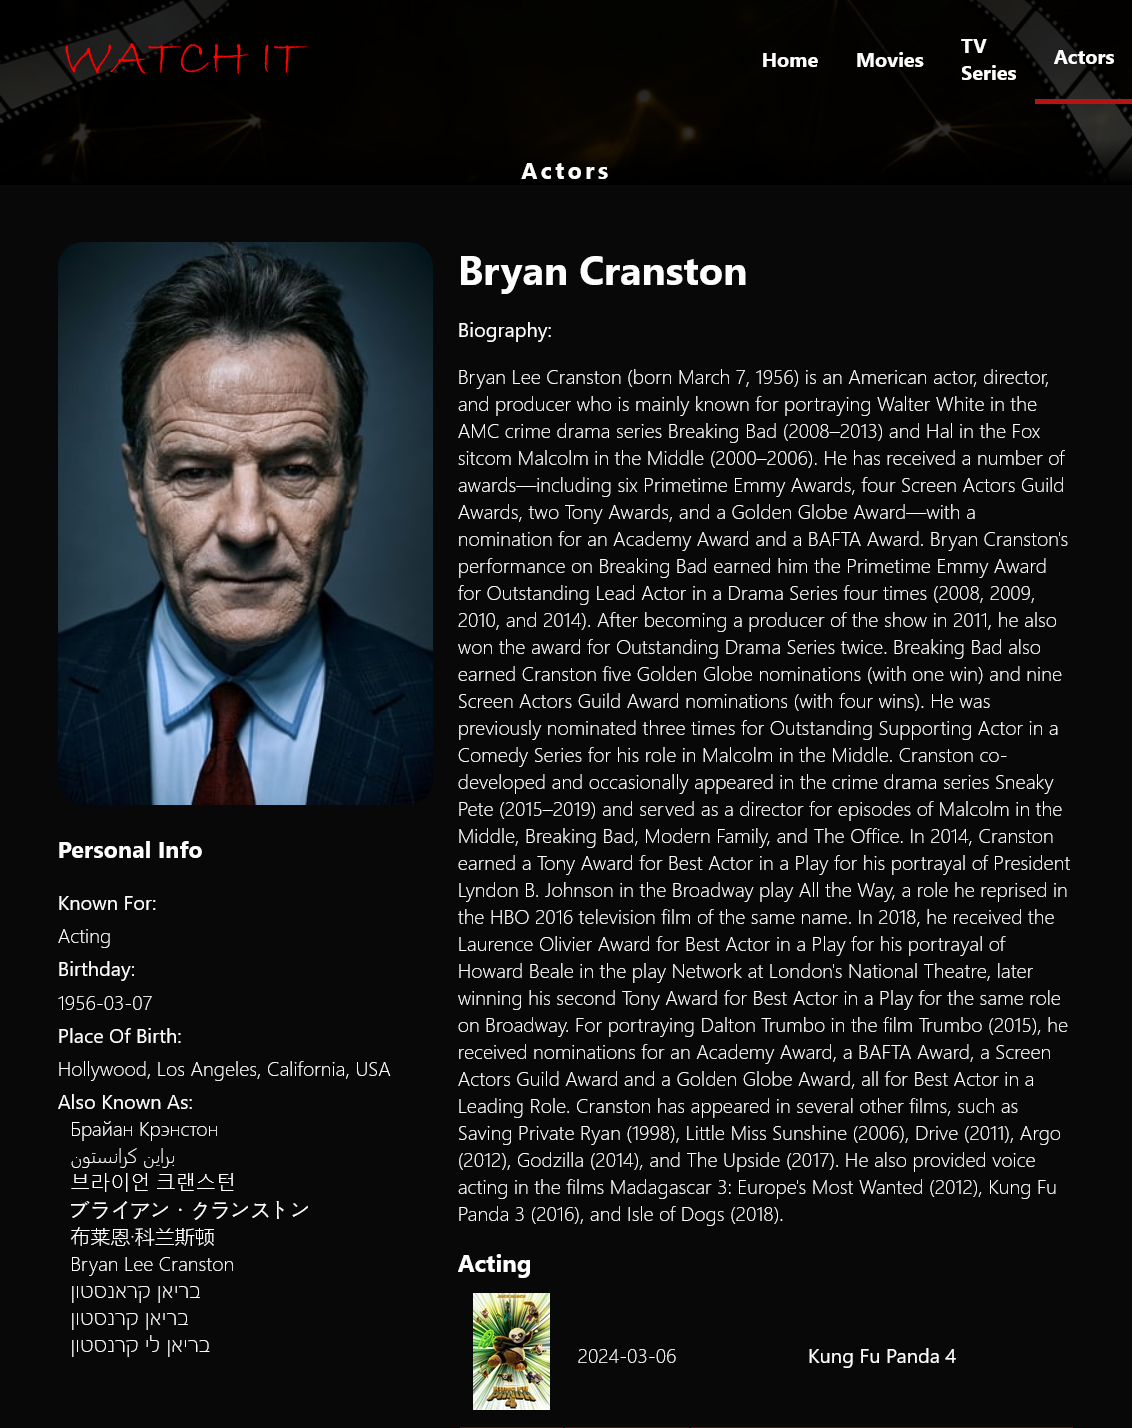 WATCH IT
Home
Movies
TV
Series
Actors
Actors
Bryan Cranston
Biography:
Bryan Lee Cranston (born March 7, 1956) is an American actor, director,
and producer who is mainly known for portraying Walter White in the
AMC crime drama series Breaking Bad (2008–2013) and Hal in the Fox
sitcom Malcolm in the Middle (2000–2006). He has received a number of
awards—including six Primetime Emmy Awards, four Screen Actors Guild
Awards, two Tony Awards, and a Golden Globe Award—with a
nomination for an Academy Award and a BAFTA Award. Bryan Cranston's
performance on Breaking Bad earned him the Primetime Emmy Award
for Outstanding Lead Actor in a Drama Series four times (2008, 2009,
2010, and 2014). After becoming a producer of the show in 2011, he also
won the award for Outstanding Drama Series twice. Breaking Bad also
earned Cranston five Golden Globe nominations (with one win) and nine
Screen Actors Guild Award nominations (with four wins). He was
previously nominated three times for Outstanding Supporting Actor in a
Comedy Series for his role in Malcolm in the Middle. Cranston co-
developed and occasionally appeared in the crime drama series Sneaky
Pete (2015–2019) and served as a director for episodes of Malcolm in the
Middle, Breaking Bad, Modern Family, and The Office. In 2014, Cranston
earned a Tony Award for Best Actor in a Play for his portrayal of President
Lyndon B. Johnson in the Broadway play All the Way, a role he reprised in
the HBO 2016 television film of the same name. In 2018, he received the
Laurence Olivier Award for Best Actor in a Play for his portrayal of
Howard Beale in the play Network at London's National Theatre, later
winning his second Tony Award for Best Actor in a Play for the same role
on Broadway. For portraying Dalton Trumbo in the film Trumbo (2015), he
received nominations for an Academy Award, a BAFTA Award, a Screen
Actors Guild Award and a Golden Globe Award, all for Best Actor in a
Leading Role. Cranston has appeared in several other films, such as
Saving Private Ryan (1998), Little Miss Sunshine (2006), Drive (2011), Argo
(2012), Godzilla (2014), and The Upside (2017). He also provided voice
acting in the films Madagascar 3: Europe's Most Wanted (2012), Kung Fu
Panda 3 (2016), and Isle of Dogs (2018).
Personal Info
Known For:
Acting
Birthday:
1956-03-07
Place Of Birth:
Hollywood, Los Angeles, California, USA
Also Known As:
Брайан Крэнстон
براین کرانستون
브라이언 크랜스턴
ブライアン・クランストン
布莱恩·科兰斯顿
Bryan Lee Cranston
בריאן קראנסטון
בריאן קרנסטון
בריאן לי קרנסטון
Acting
KUNG FU
PANDA
4
2024-03-06
Kung Fu Panda 4